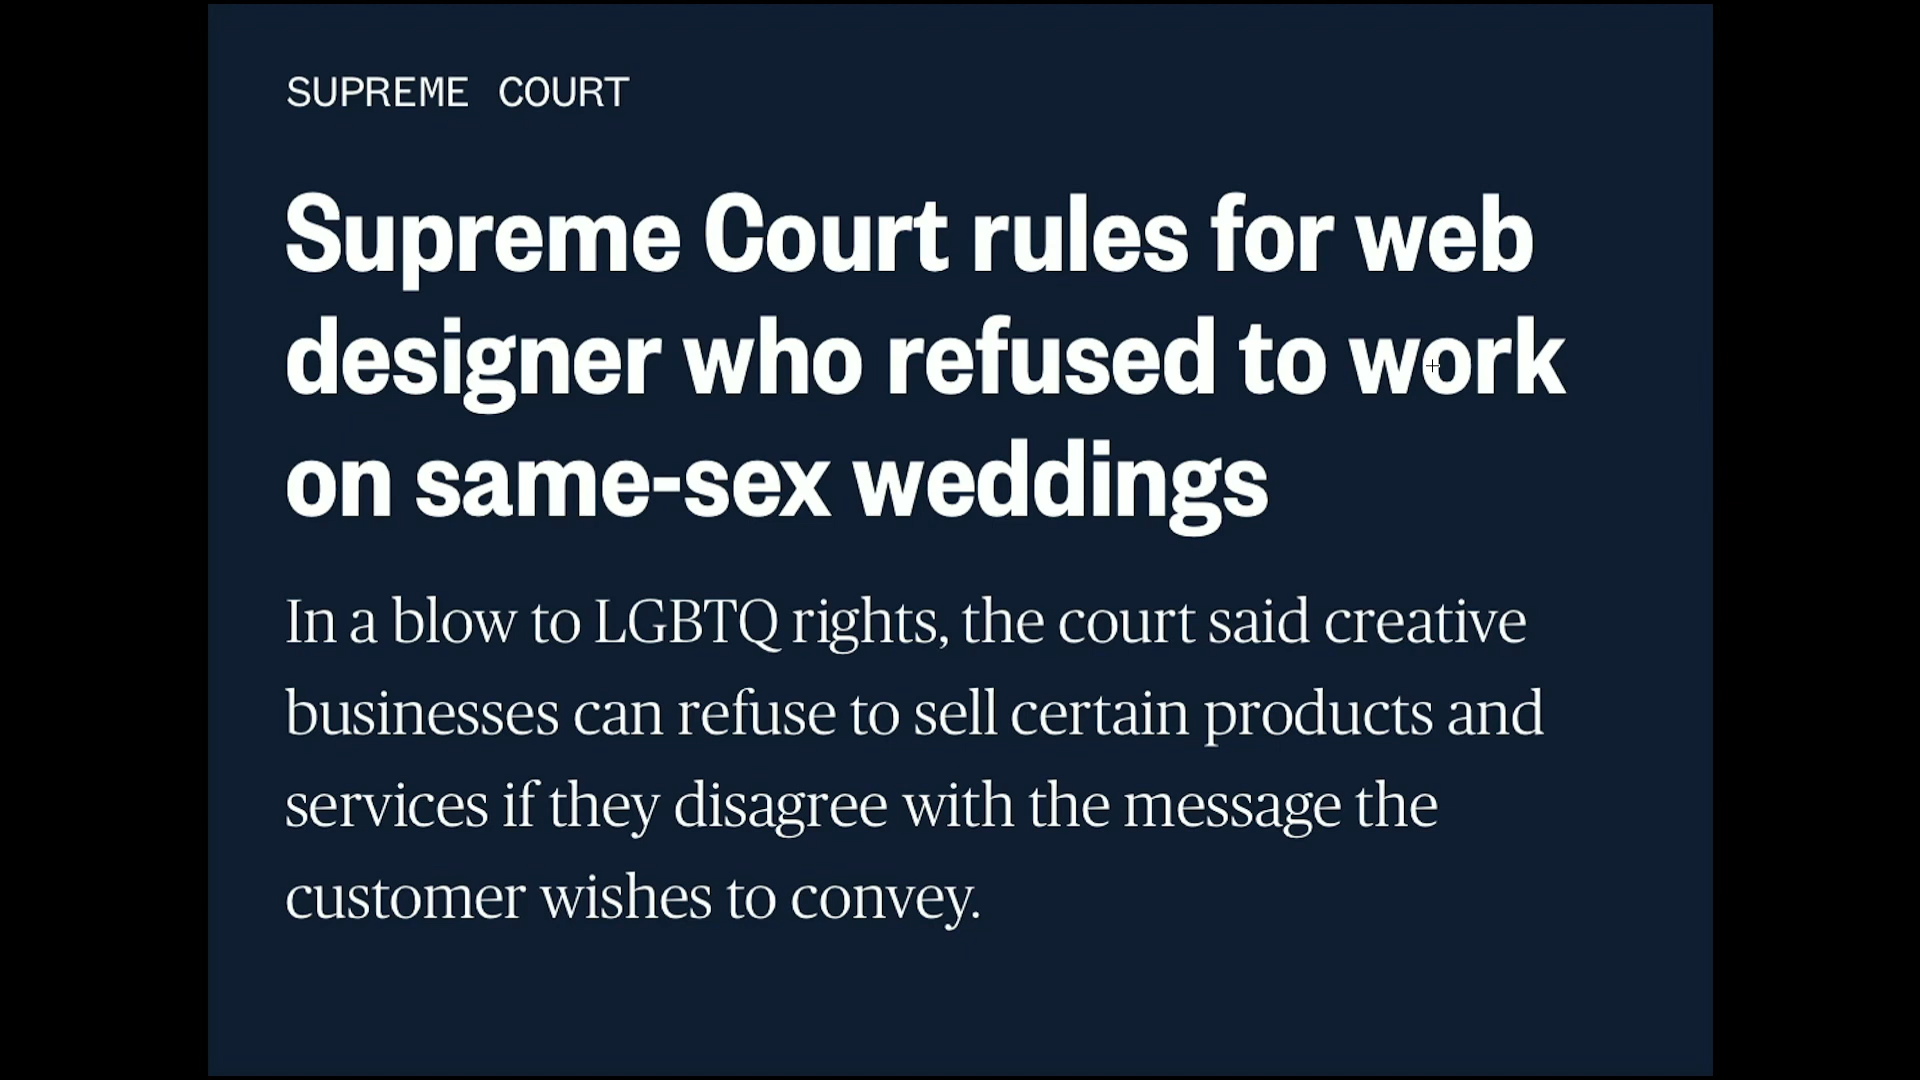 SUPREME COURT
Supreme Court rules for web
designer who refused to work
on same-sex weddings
In a blow to LGBTQ rights, the court said creative
businesses can refuse to sell certain products and
services if they disagree with the message the
customer wishes to convey.